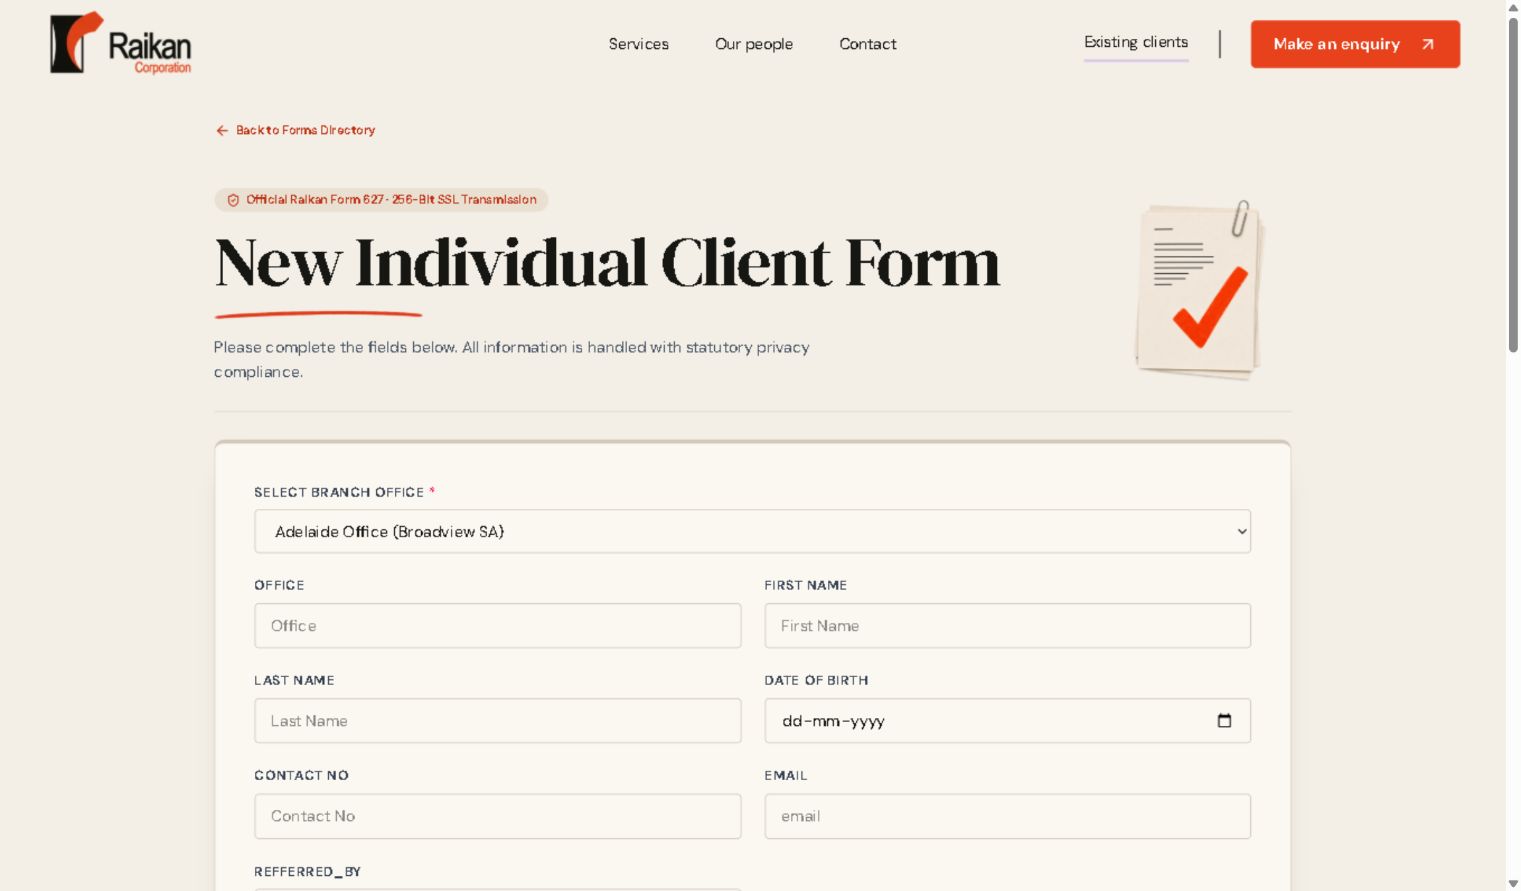 Raikan
Corporation
Services
Our people
Contact
Existing clients
Make an enquiry
Back to Forms Directory
Official Raikan Form 627 · 256-Bit SSL Transmission
New Individual Client Form
Please complete the fields below. All information is handled with statutory privacy
compliance.
SELECT BRANCH OFFICE *
Adelaide Office (Broadview SA)
OFFICE
FIRST NAME
Office
First Name
LAST NAME
DATE OF BIRTH
Last Name
dd-mm-yyyy
CONTACT NO
EMAIL
Contact No
email
REFFERRED_BY